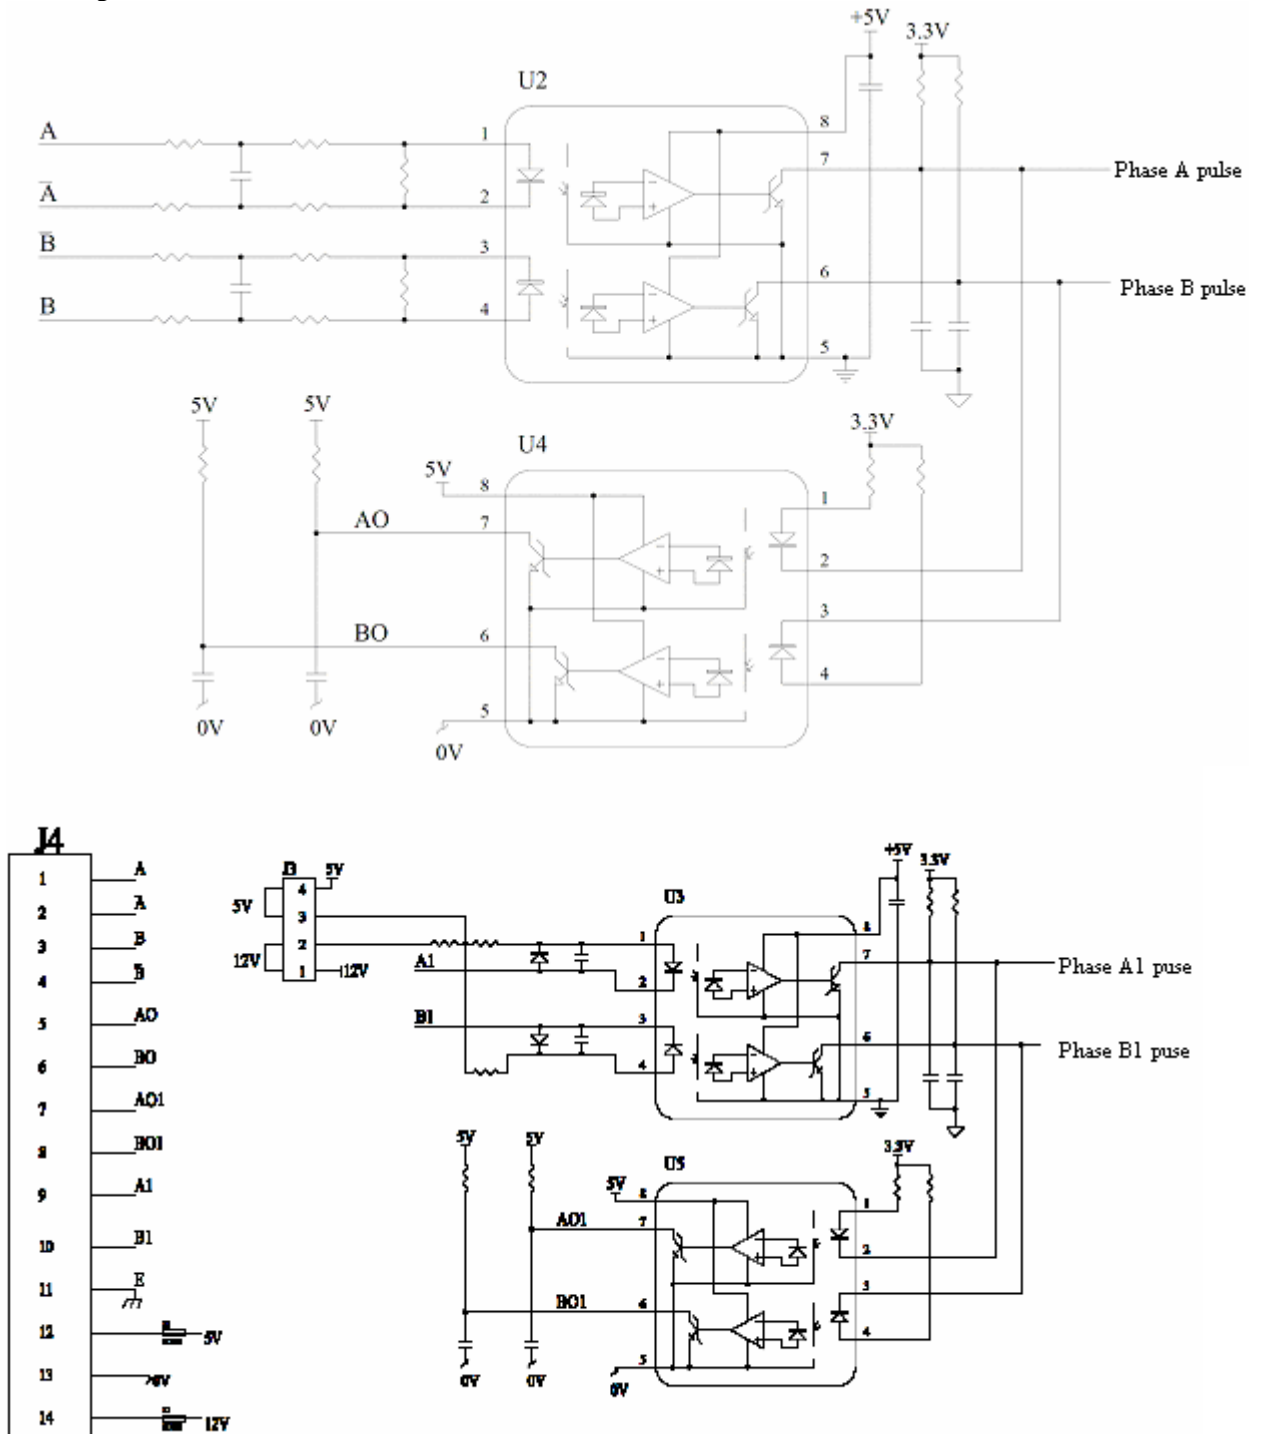 +5V
3.3V
U2
A
1
8
7
Phase A pulse
A̅
2
B̅
3
6
Phase B pulse
B
4
5
5V
5V
3.3V
U4
5V
8
1
AO
7
2
3
BO
6
4
5
0V
0V
0V
J4
+5V
3.3V
1
A
J3
4
5V
U3
2
A̅
5V
3
8
3
B
2
1
7
12V
A1
Phase A1 puse
4
B̅
1
12V
2
5
AO
B1
3
6
Phase B1 puse
6
BO
4
7
AO1
5
8
BO1
5V
5V
3.3V
U5
9
A1
5V
8
1
AO1
7
10
B1
2
11
E
3
BO1
6
12
5V
4
5
13
0V
0V
0V
0V
14
12V